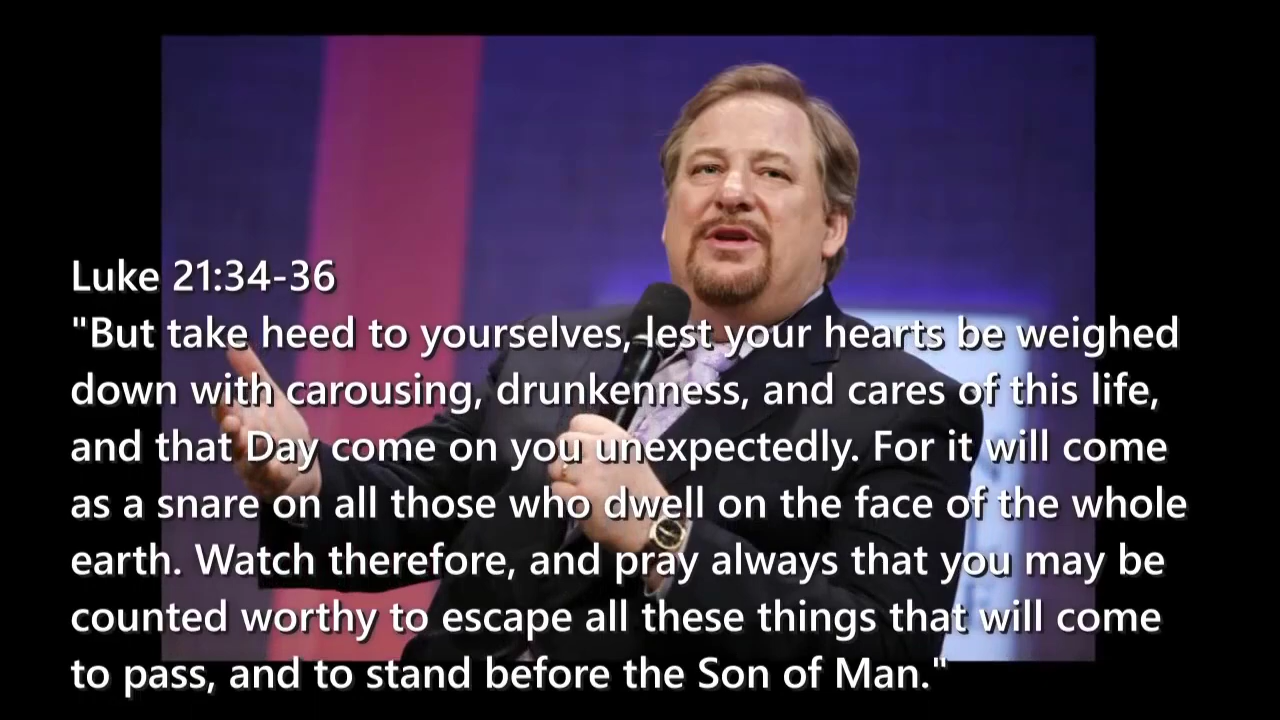 Luke 21:34-36
"But take heed to yourselves, lest your hearts be weighed
down with carousing, drunkenness, and cares of this life,
and that Day come on you unexpectedly. For it will come
as a snare on all those who dwell on the face of the whole
earth. Watch therefore, and pray always that you may be
counted worthy to escape all these things that will come
to pass, and to stand before the Son of Man."